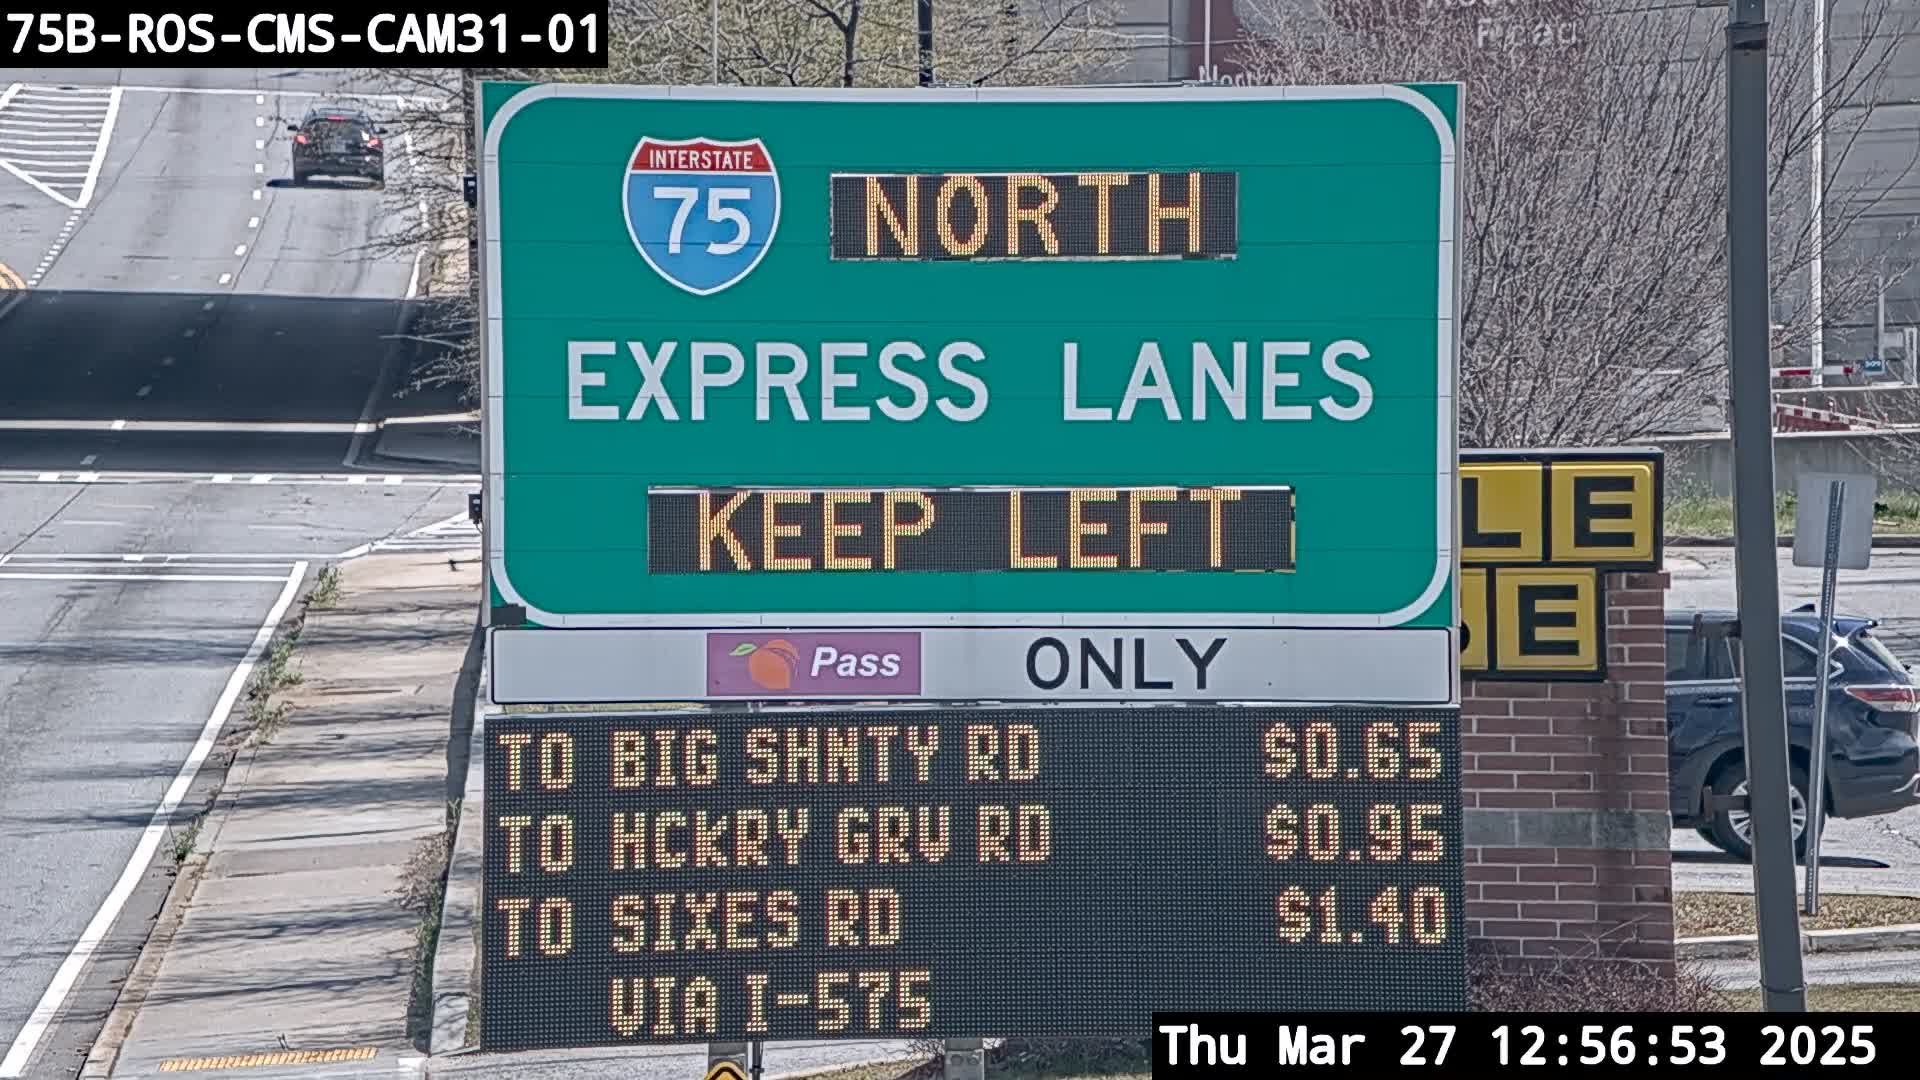 75B-ROS-CMS-CAM31-01
INTERSTATE
75
NORTH
EXPRESS LANES
KEEP LEFT
Pass ONLY
LE
E
TO BIG SHNTY RD $0.65
TO HCKRY GRV RD $0.95
TO SIXES RD $1.40
VIA I-575
Thu Mar 27 12:56:53 2025